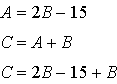 A = 2B − 15
C = A + B
C = 2B − 15 + B